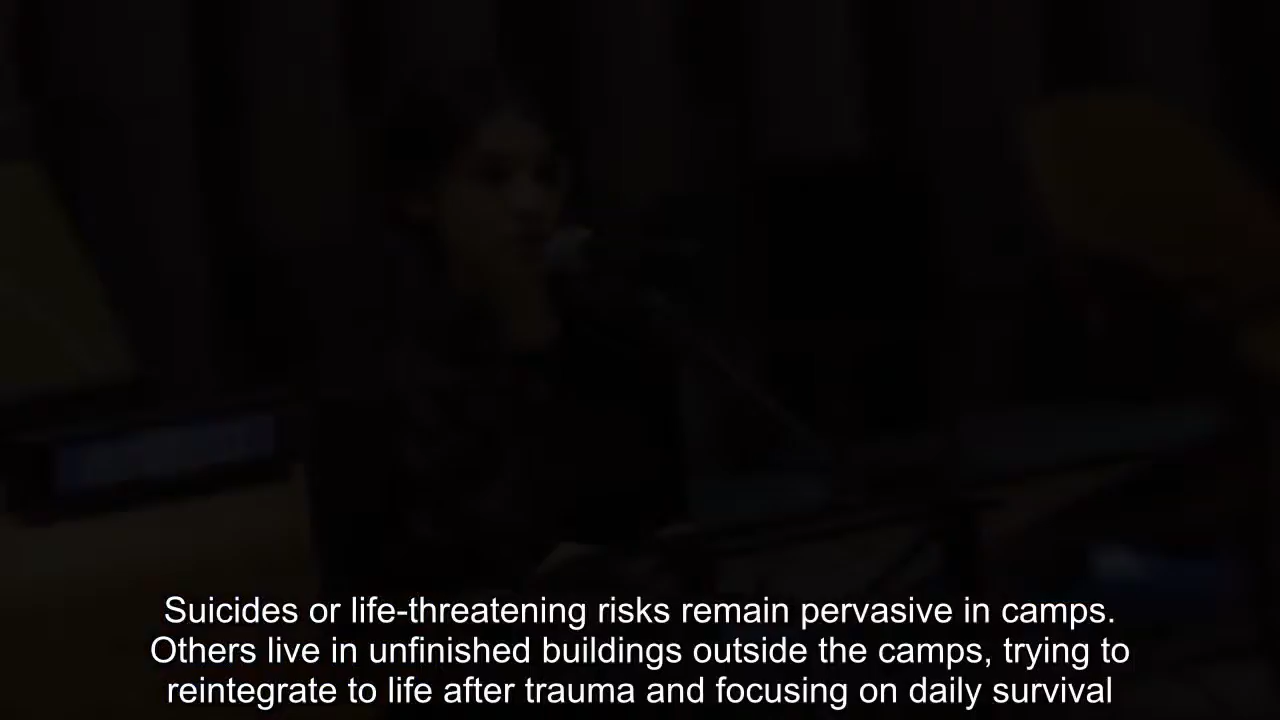 Suicides or life-threatening risks remain pervasive in camps.
Others live in unfinished buildings outside the camps, trying to
reintegrate to life after trauma and focusing on daily survival